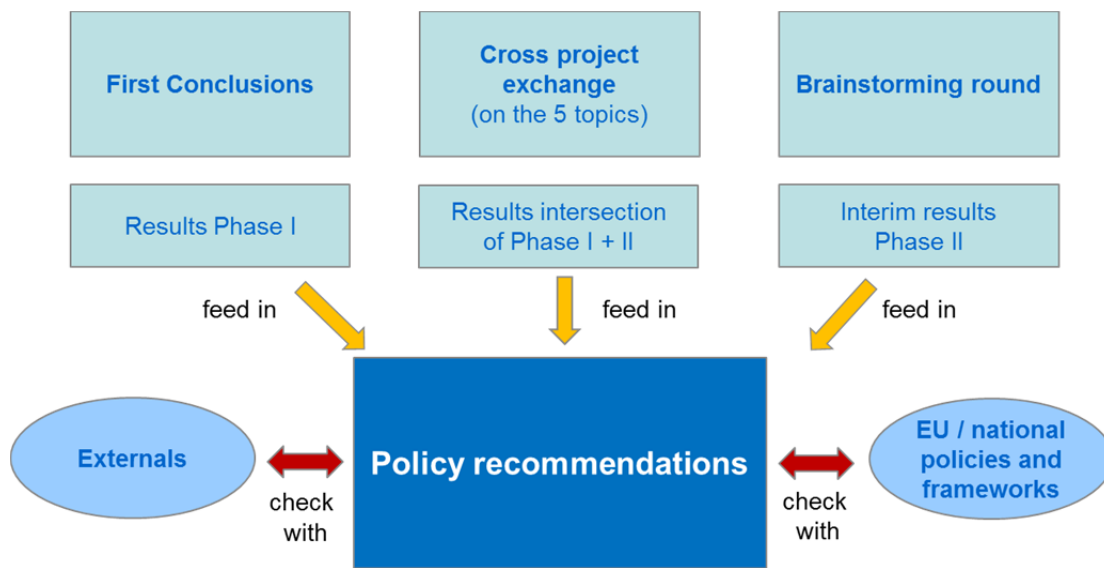 First Conclusions
Cross project
exchange
(on the 5 topics)
Brainstorming round
Results Phase I
Results intersection
of Phase I + II
Interim results
Phase II
feed in
feed in
feed in
Externals
check
with
Policy recommendations
check
with
EU / national
policies and
frameworks